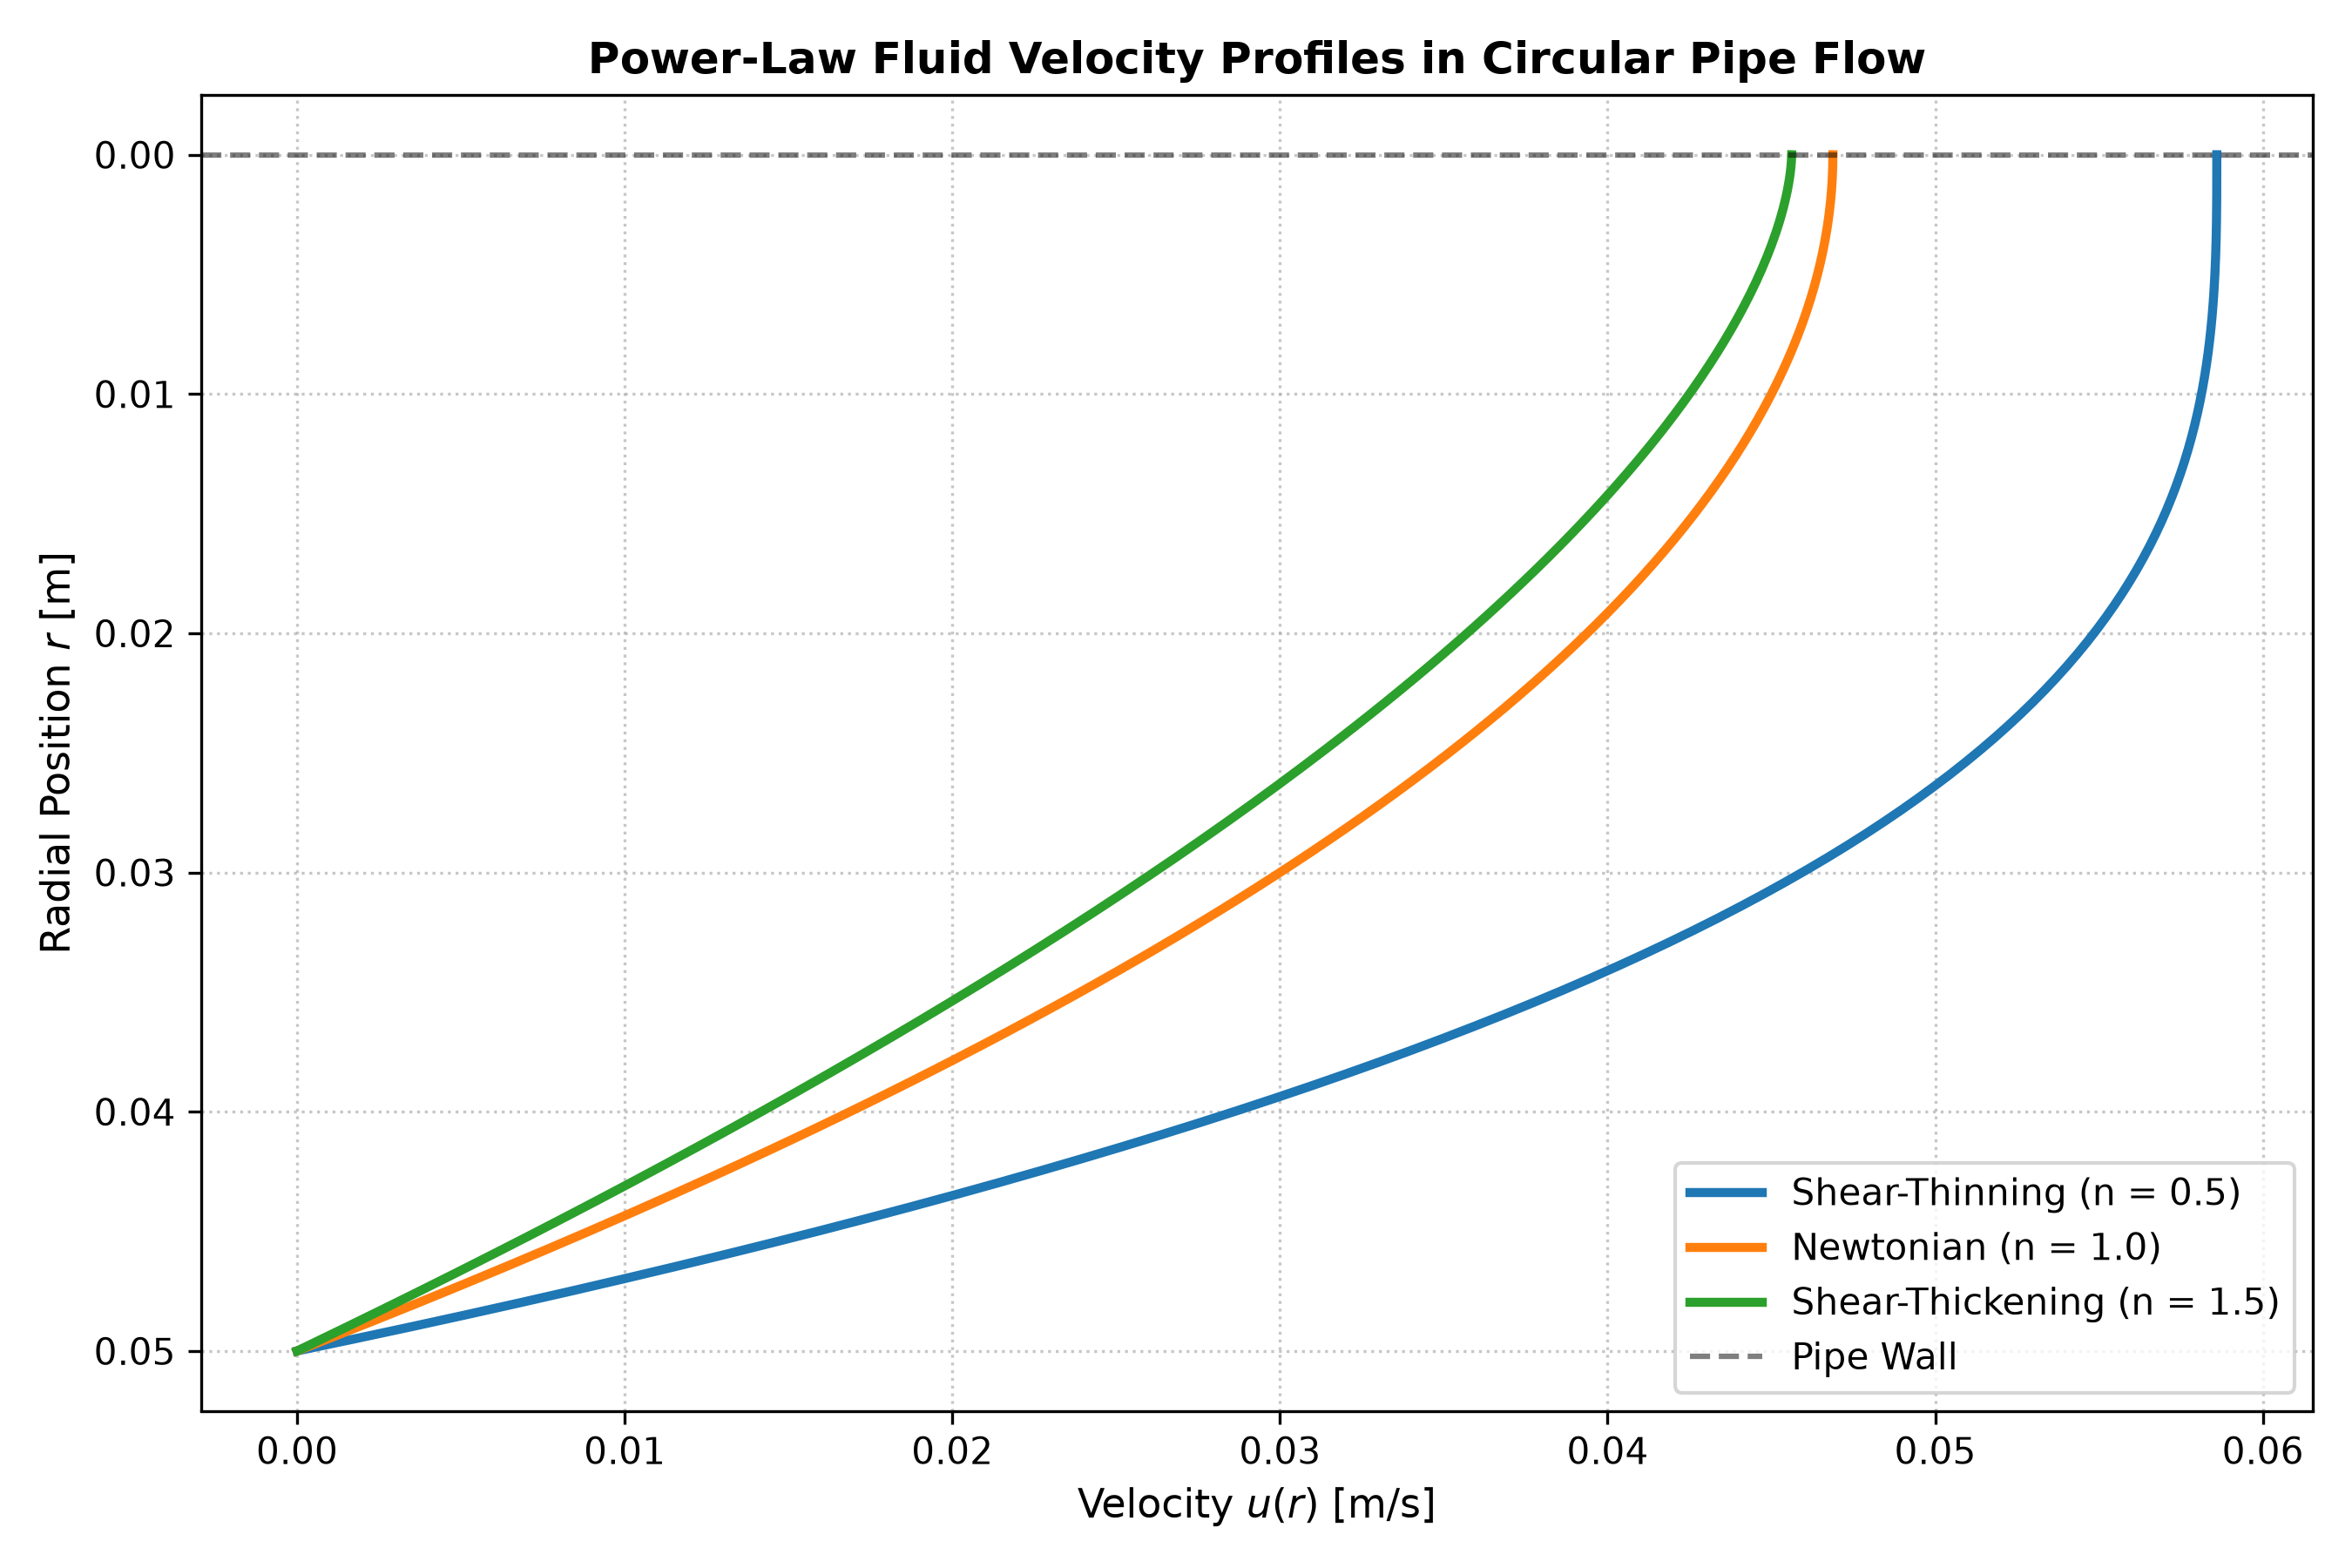 Power-Law Fluid Velocity Profiles in Circular Pipe Flow
Radial Position r [m]
0.00
0.01
0.02
0.03
0.04
0.05
Shear-Thinning (n = 0.5)
Newtonian (n = 1.0)
Shear-Thickening (n = 1.5)
Pipe Wall
0.00 0.01 0.02 0.03 0.04 0.05 0.06
Velocity u(r) [m/s]